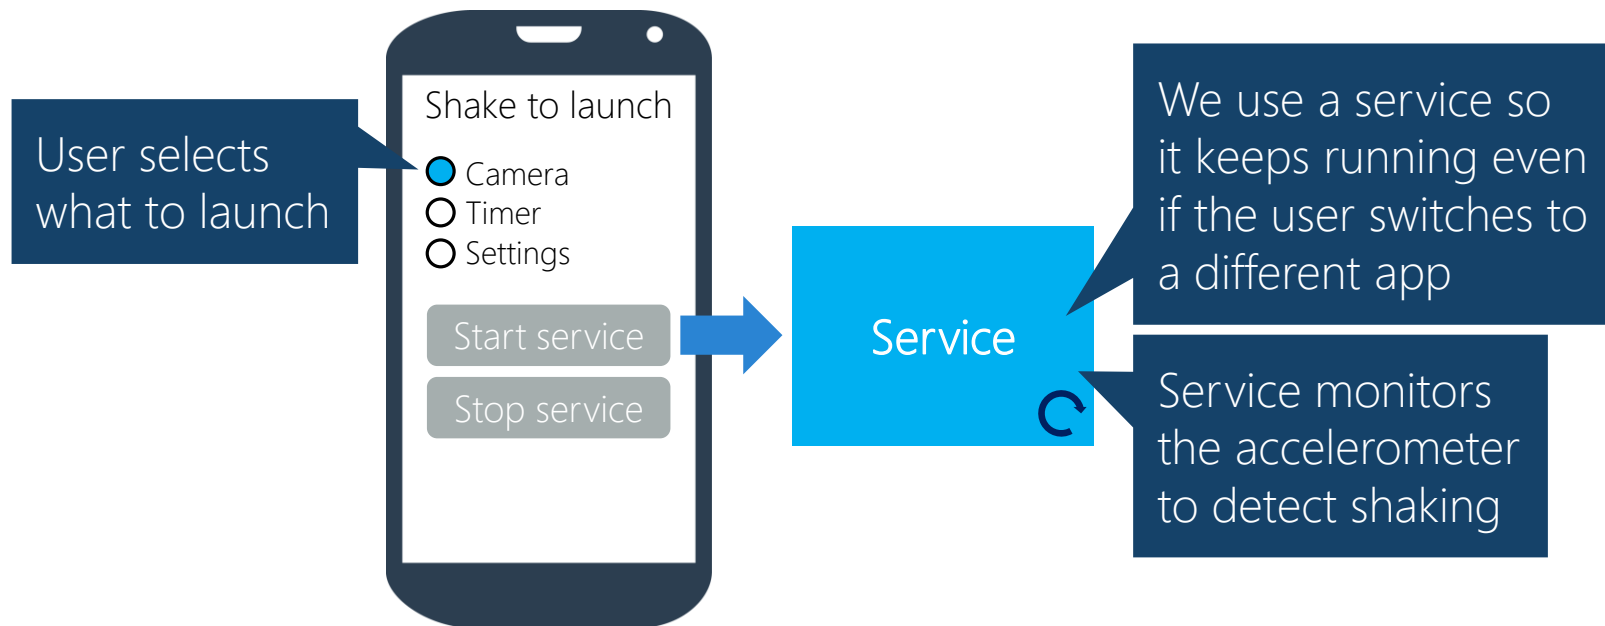 User selects
what to launch
Shake to launch
Camera
Timer
Settings
Start service
Stop service
Service
We use a service so
it keeps running even
if the user switches to
a different app
Service monitors
the accelerometer
to detect shaking